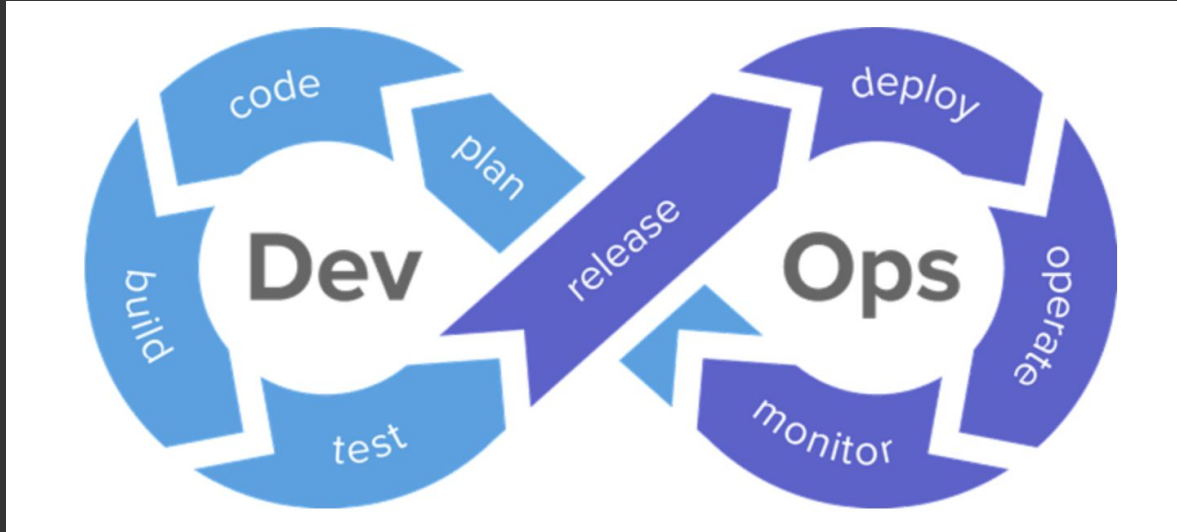 code
plan
deploy
release
Dev
Ops
build
operate
test
monitor